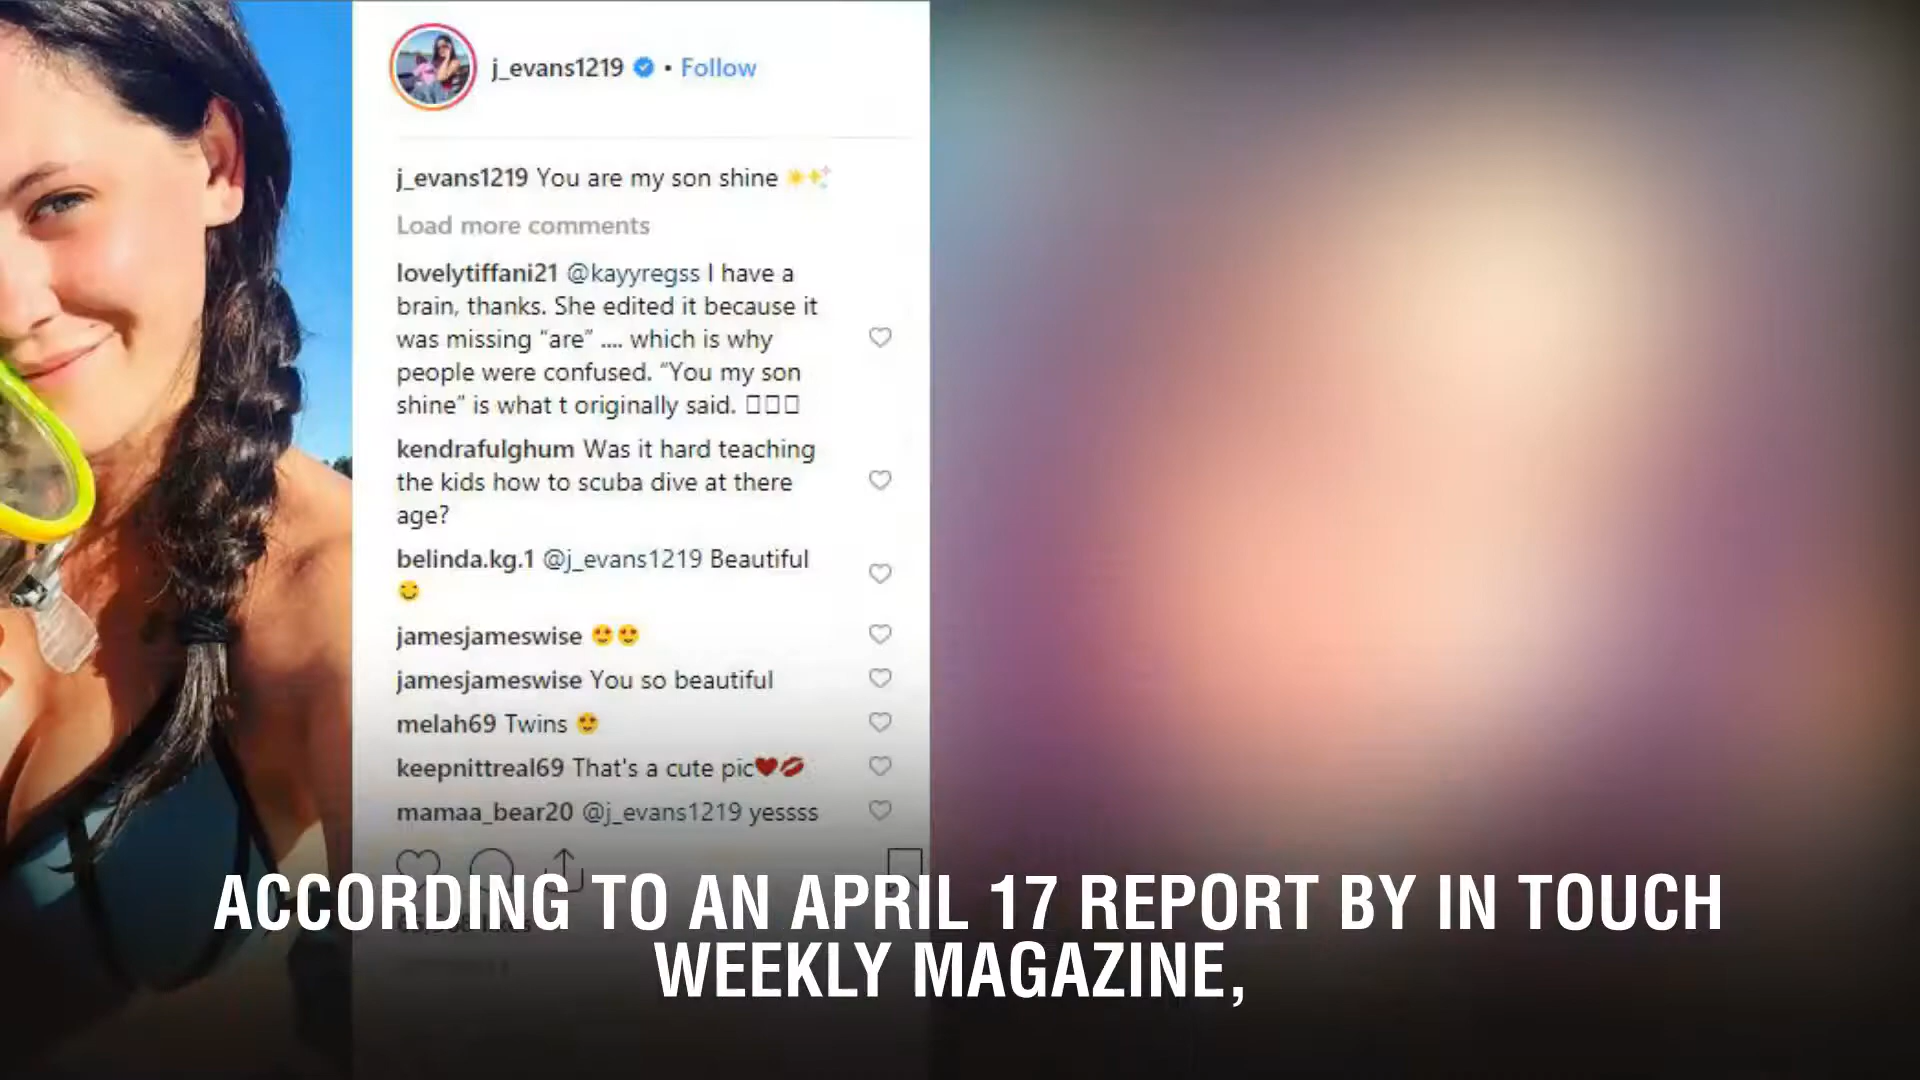 j_evans1219 • Follow
j_evans1219 You are my son shine
Load more comments
lovelytiffani21 @kayyregss I have a
brain, thanks. She edited it because it
was missing "are" .... which is why
people were confused. "You my son
shine" is what t originally said.
kendrafulghum Was it hard teaching
the kids how to scuba dive at there
age?
belinda.kg.1 @j_evans1219 Beautiful
jamesjameswise
jamesjameswise You so beautiful
melah69 Twins
keepnittreal69 That's a cute pic
mamaa_bear20 @j_evans1219 yessss
ACCORDING TO AN APRIL 17 REPORT BY IN TOUCH
WEEKLY MAGAZINE,